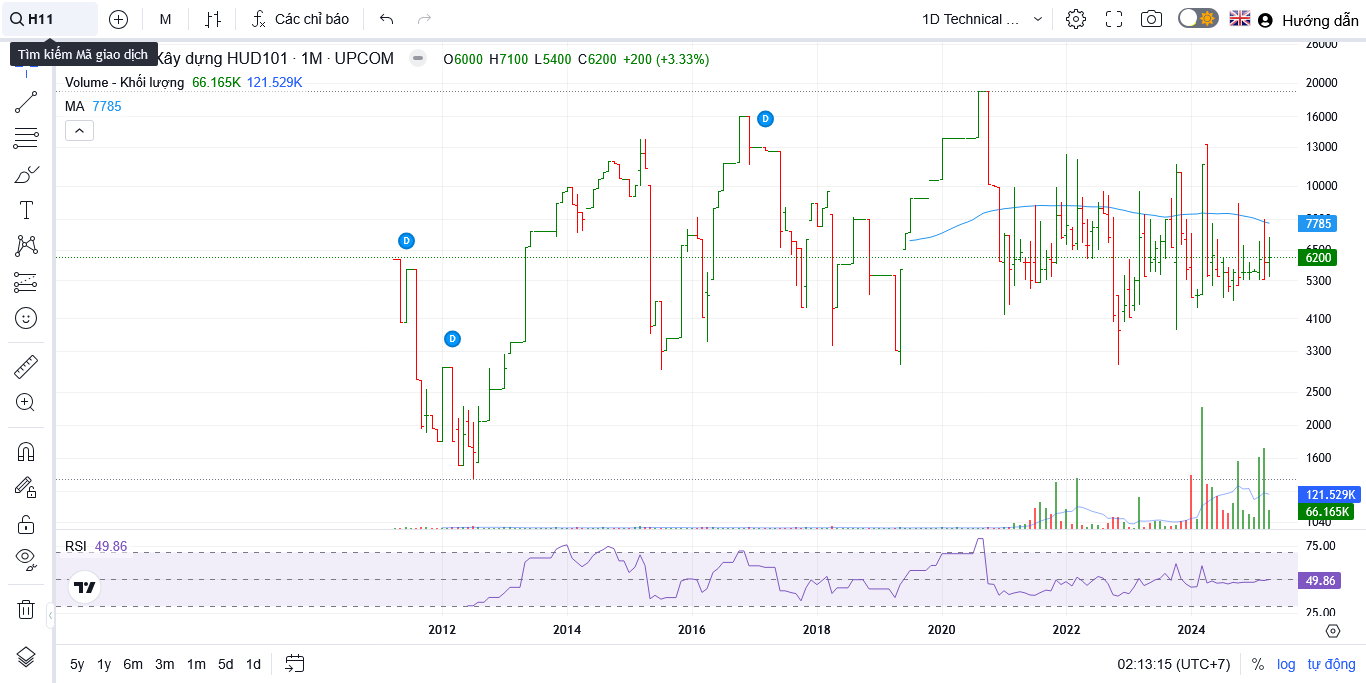 H11
M
Các chỉ báo
1D Technical ...
Hướng dẫn
Tìm kiếm Mã giao dịch
Xây dựng HUD101 · 1M · UPCOM
O6000 H7100 L5400 C6200 +200 (+3.33%)
Volume - Khối lượng 66.165K 121.529K
MA 7785
D
D
D
26000
20000
16000
13000
10000
7785
6500
6200
5300
4100
3300
2500
2000
1600
121.529K
66.165K
1040
RSI 49.86
75.00
49.86
25.00
2012 2014 2016 2018 2020 2022 2024
5y 1y 6m 3m 1m 5d 1d
02:13:15 (UTC+7)
% log tự động